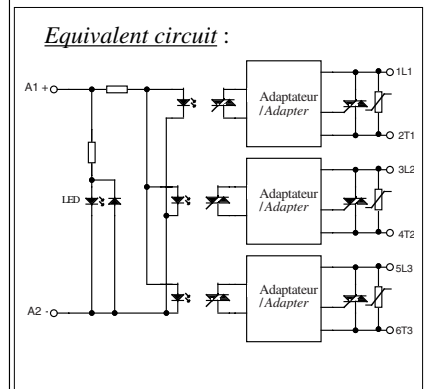 Equivalent circuit :
A1 +
LED
A2 -
Adaptateur
/Adapter
1L1
2T1
Adaptateur
/Adapter
3L2
4T2
Adaptateur
/Adapter
5L3
6T3